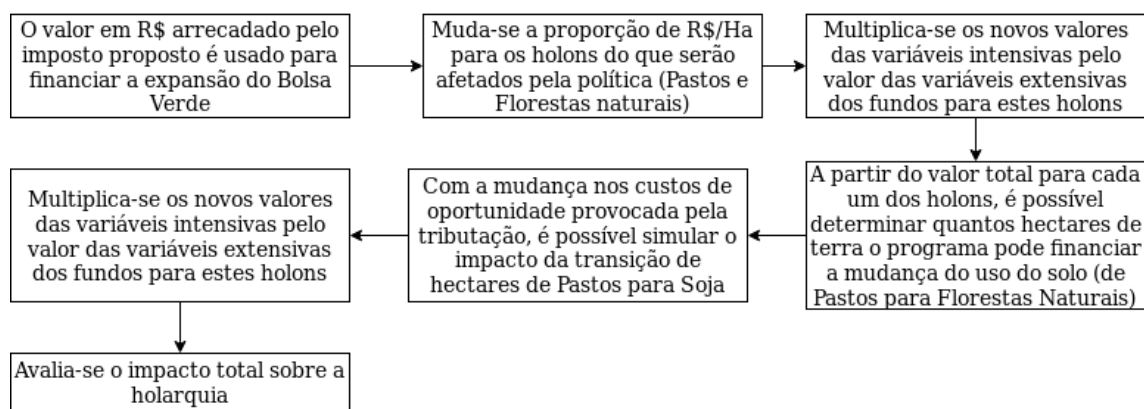 O valor em R$ arrecadado pelo
imposto proposto é usado para
financiar a expansão do Bolsa
Verde
Muda-se a proporção de R$/Ha
para os holons do que serão
afetados pela política (Pastos e
Florestas naturais)
Multiplica-se os novos valores
das variáveis intensivas pelo
valor das variáveis extensivas
dos fundos para estes holons
A partir do valor total para cada
um dos holons, é possível
determinar quantos hectares de
terra o programa pode financiar
a mudança do uso do solo (de
Pastos para Florestas Naturais)
Com a mudança nos custos de
oportunidade provocada pela
tributação, é possível simular o
impacto da transição de
hectares de Pastos para Soja
Multiplica-se os novos valores
das variáveis intensivas pelo
valor das variáveis extensivas
dos fundos para estes holons
Avalia-se o impacto total sobre a
holarquia